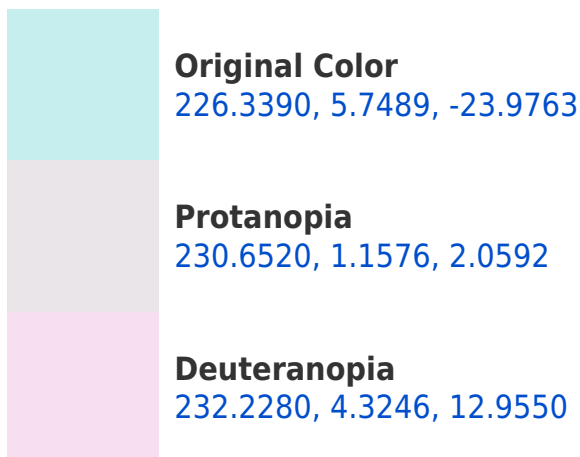 Original Color
226.3390, 5.7489, -23.9763
Protanopia
230.6520, 1.1576, 2.0592
Deuteranopia
232.2280, 4.3246, 12.9550